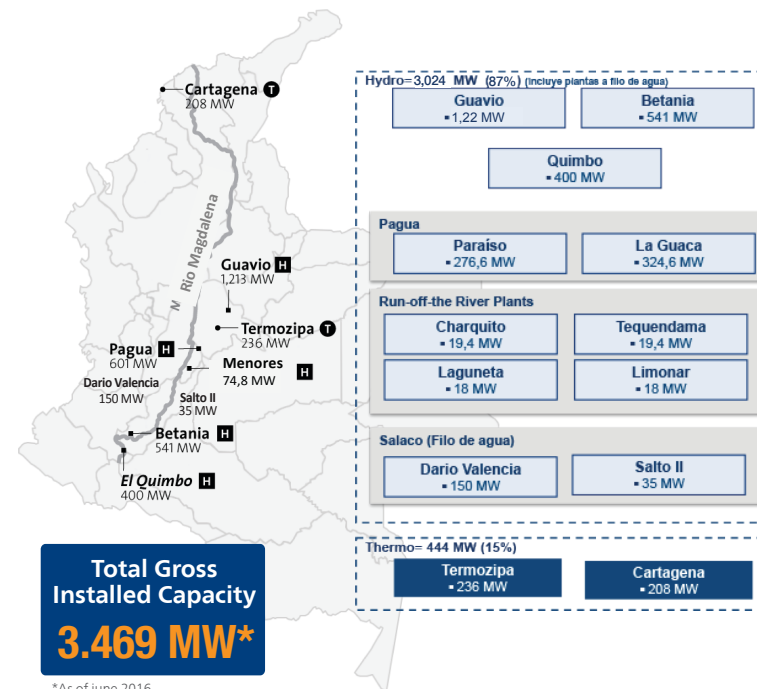 Cartagena T
208 MW
N Rio Magdalena
Guavio H
1,213 MW
Termozipa T
236 MW
Pagua H
601 MW
Menores H
74,8 MW
Dario Valencia
150 MW
Salto II
35 MW
Betania H
541 MW
El Quimbo H
400 MW
Total Gross
Installed Capacity
3.469 MW*
*As of june 2016
Hydro=3,024 MW (87%) (incluye plantas a filo de agua)
Guavio
1,22 MW
Betania
541 MW
Quimbo
400 MW
Pagua
Paraíso
276,6 MW
La Guaca
324,6 MW
Run-off-the River Plants
Charquito
19,4 MW
Tequendama
19,4 MW
Laguneta
18 MW
Limonar
18 MW
Salaco (Filo de agua)
Dario Valencia
150 MW
Salto II
35 MW
Thermo= 444 MW (15%)
Termozipa
236 MW
Cartagena
208 MW